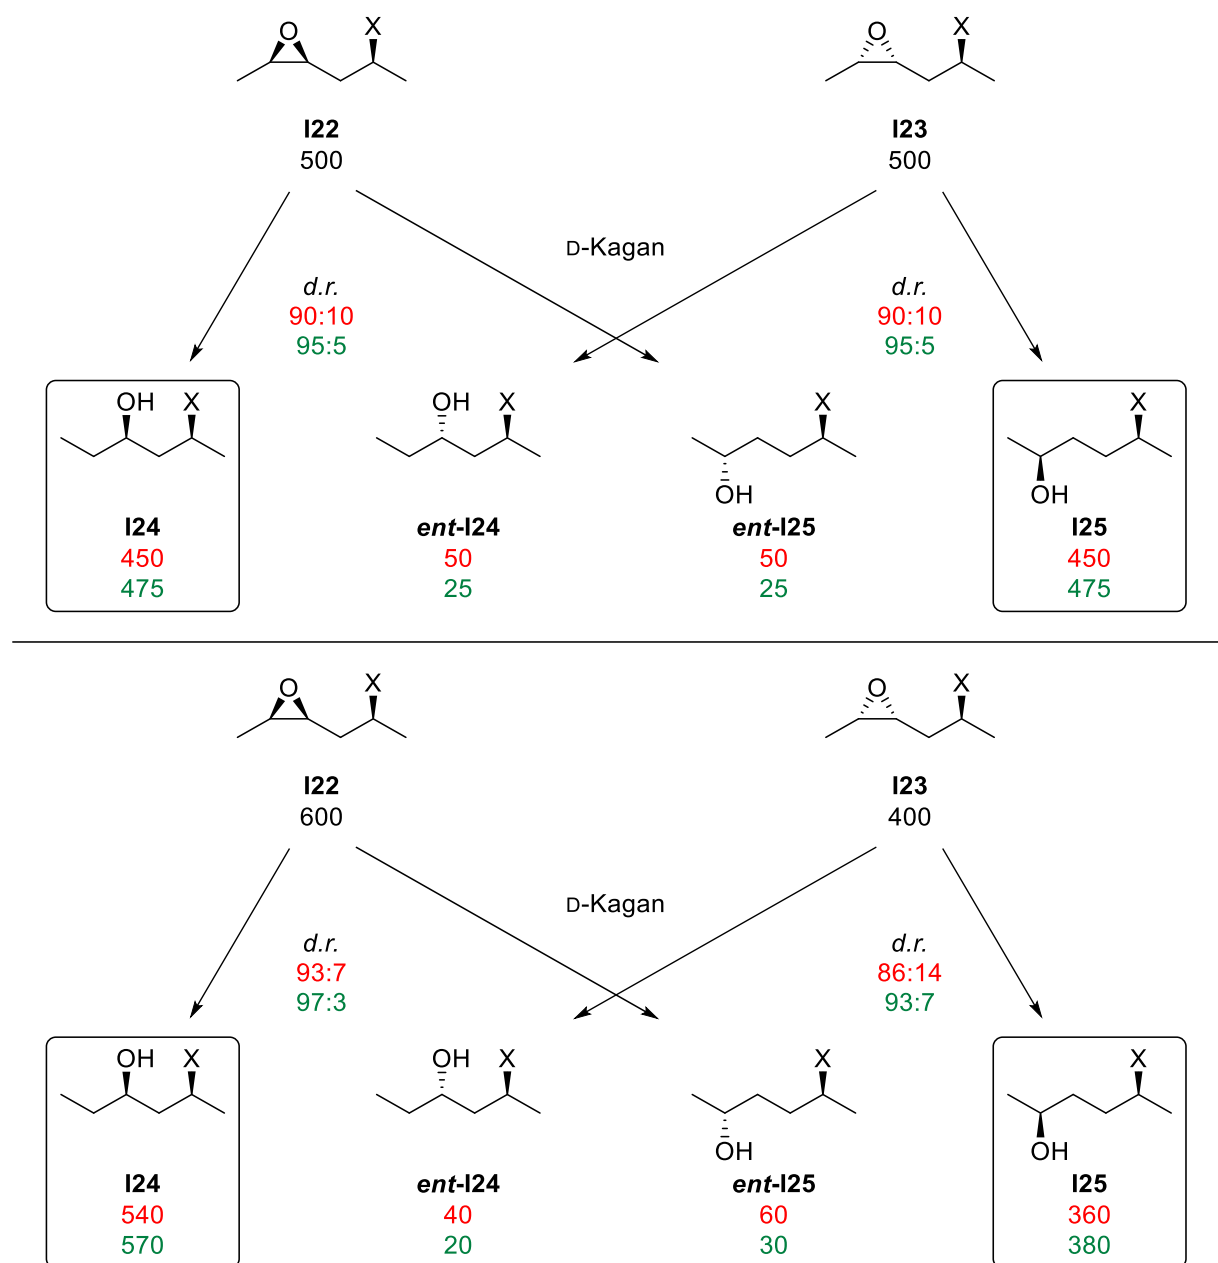 O X O X
I22 I23
500 500
D-Kagan
d.r. d.r.
90:10 90:10
95:5 95:5
OH X OH X X X
OH OH
I24 ent-I24 ent-I25 I25
450 50 50 450
475 25 25 475
O X O X
I22 I23
600 400
D-Kagan
d.r. d.r.
93:7 86:14
97:3 93:7
OH X OH X X X
OH OH
I24 ent-I24 ent-I25 I25
540 40 60 360
570 20 30 380